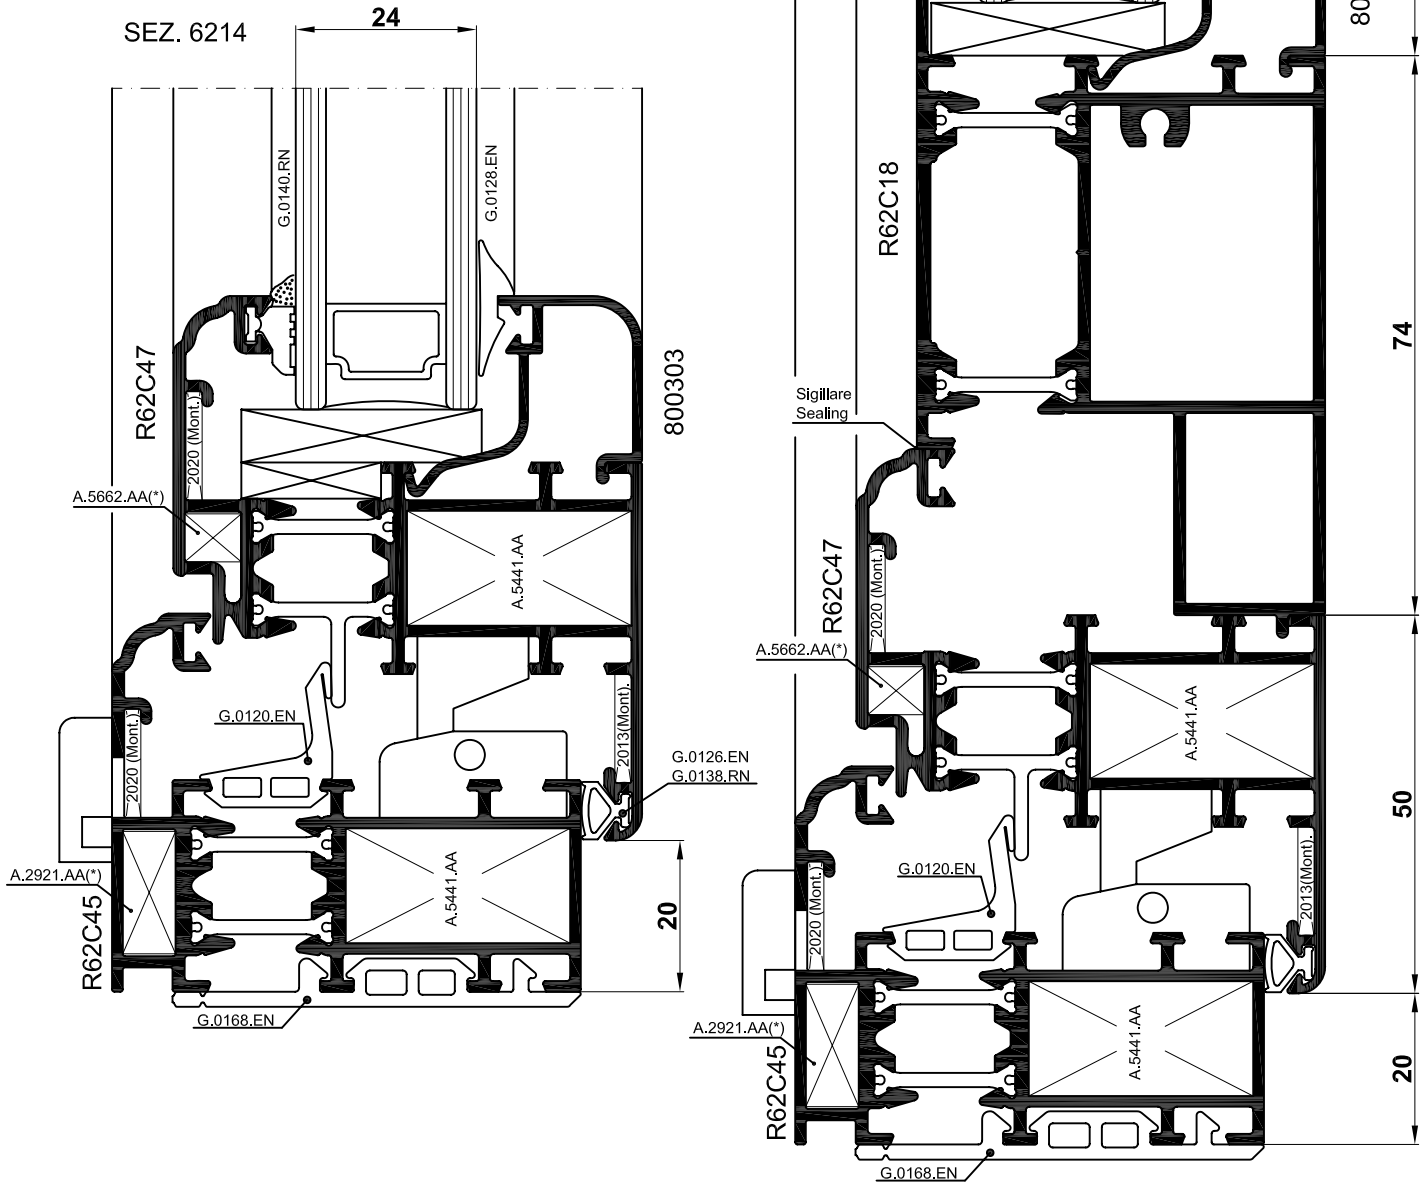 SEZ. 6214
24
G.0140.RN
G.0128.EN
R62C47
800303
2020 (Mont.)
A.5662.AA(*)
A.5441.AA
G.0120.EN
2020 (Mont.)
2013(Mont).
G.0126.EN
G.0138.RN
A.2921.AA(*)
R62C45
A.5441.AA
20
G.0168.EN
80
R62C18
74
Sigillare
Sealing
R62C47
2020 (Mont.)
A.5662.AA(*)
A.5441.AA
50
G.0120.EN
2020 (Mont.)
2013(Mont).
A.2921.AA(*)
R62C45
A.5441.AA
20
G.0168.EN